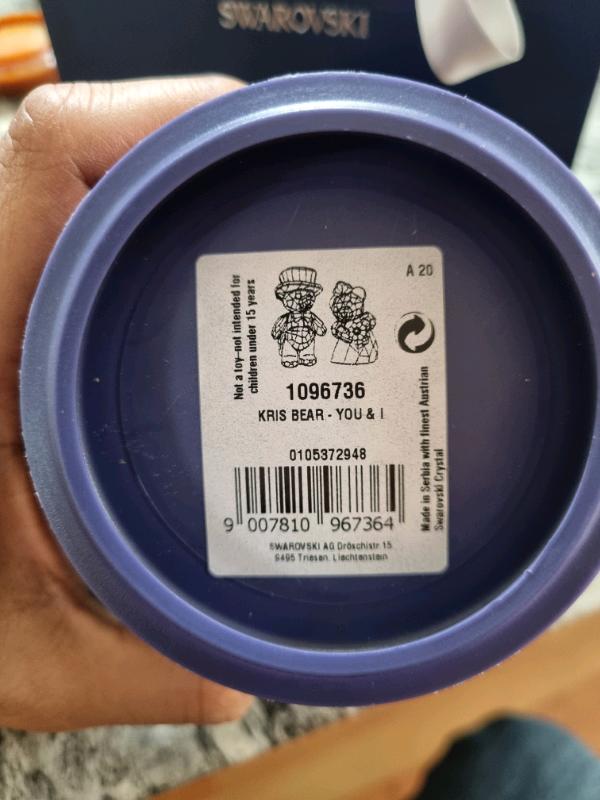 SWAROVSKI
A 20
Not a toy-not intended for
children under 15 years
1096736
KRIS BEAR - YOU & I
0105372948
9 007810 967364
Made in Serbia with finest Austrian
Swarovski Crystal
SWAROVSKI AG Dröschistr. 15
9495 Triesen, Liechtenstein